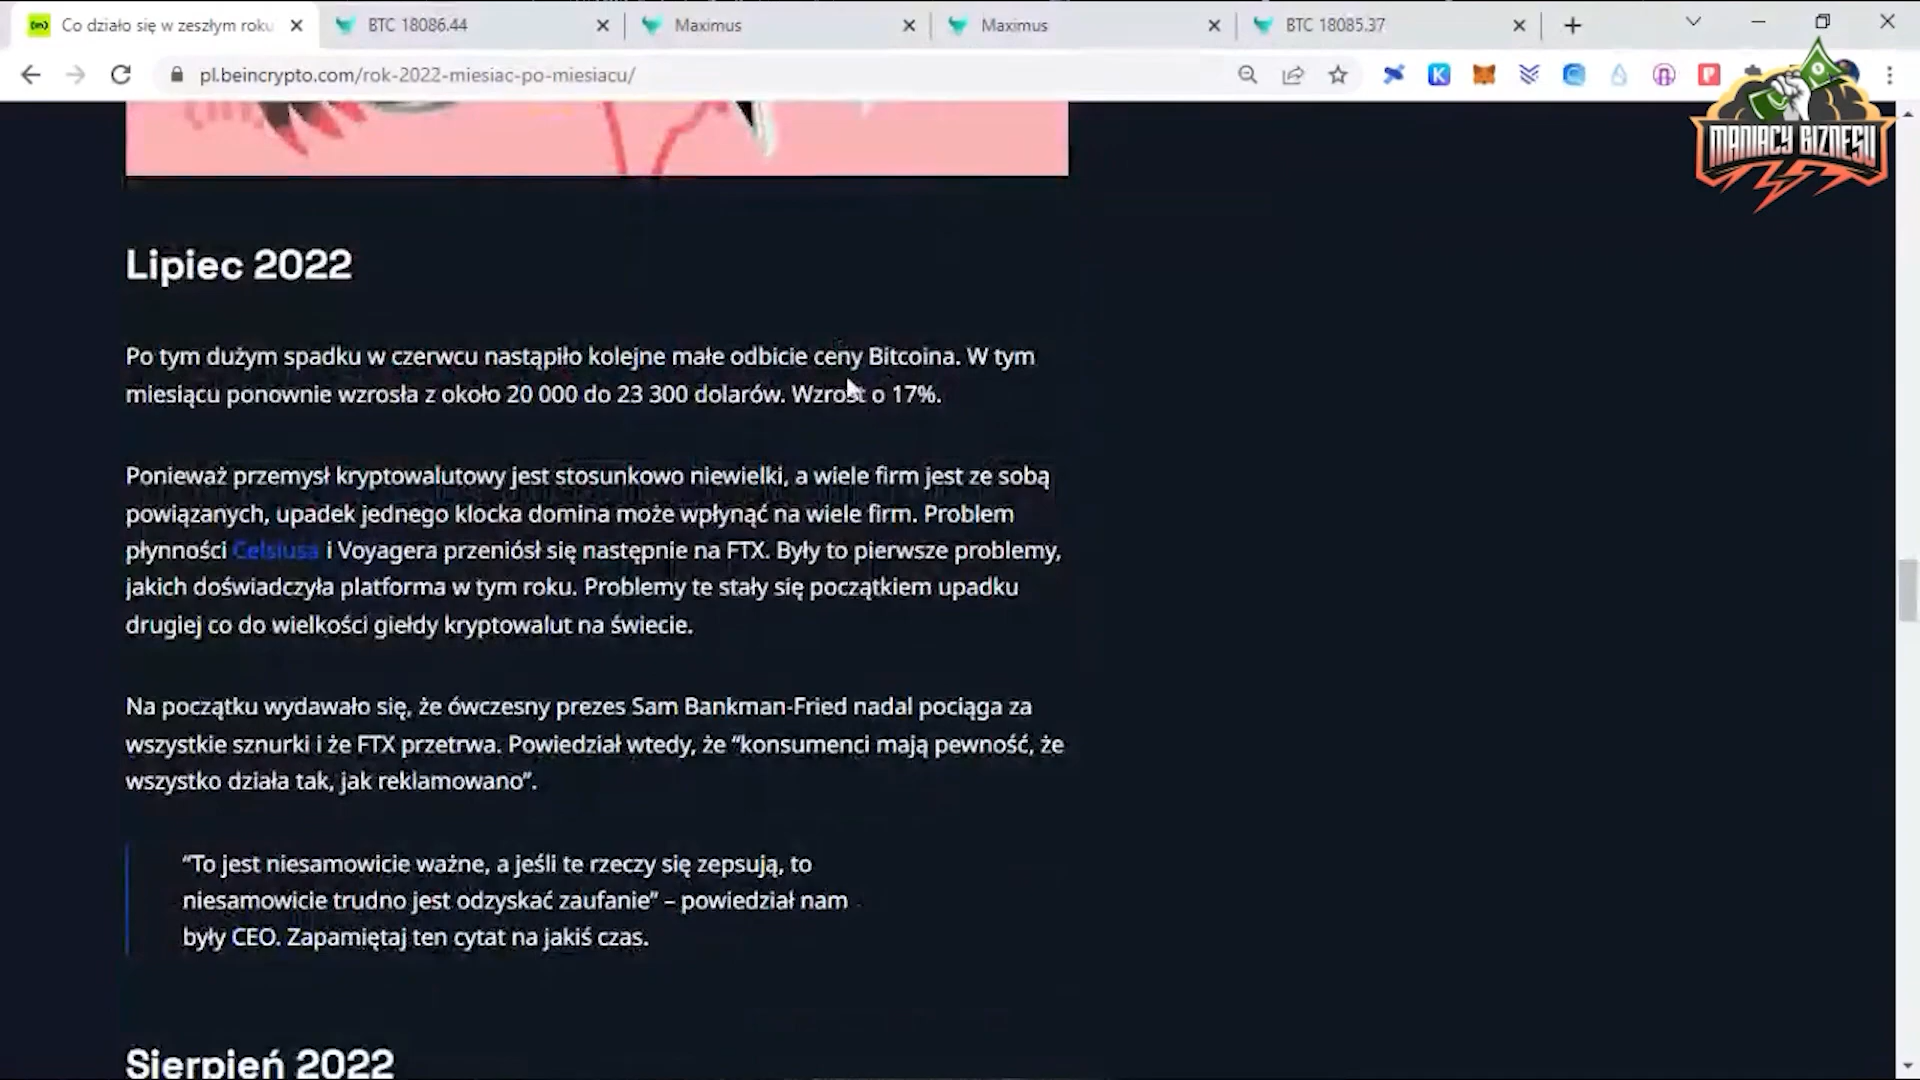 Co działo się w zeszłym roku
BTC 18086.44
Maximus
Maximus
BTC 18085.37
pl.beincrypto.com/rok-2022-miesiac-po-miesiacu/
MANIACY BIZNESU
Lipiec 2022
Po tym dużym spadku w czerwcu nastąpiło kolejne małe odbicie ceny Bitcoina. W tym
miesiącu ponownie wzrosła z około 20 000 do 23 300 dolarów. Wzrost o 17%.
Ponieważ przemysł kryptowalutowy jest stosunkowo niewielki, a wiele firm jest ze sobą
powiązanych, upadek jednego klocka domina może wpłynąć na wiele firm. Problem
płynności Celsiusa i Voyagera przeniósł się następnie na FTX. Były to pierwsze problemy,
jakich doświadczyła platforma w tym roku. Problemy te stały się początkiem upadku
drugiej co do wielkości giełdy kryptowalut na świecie.
Na początku wydawało się, że ówczesny prezes Sam Bankman-Fried nadal pociąga za
wszystkie sznurki i że FTX przetrwa. Powiedział wtedy, że “konsumenci mają pewność, że
wszystko działa tak, jak reklamowano”.
“To jest niesamowicie ważne, a jeśli te rzeczy się zepsują, to
niesamowicie trudno jest odzyskać zaufanie” – powiedział nam
były CEO. Zapamiętaj ten cytat na jakiś czas.
Sierpień 2022